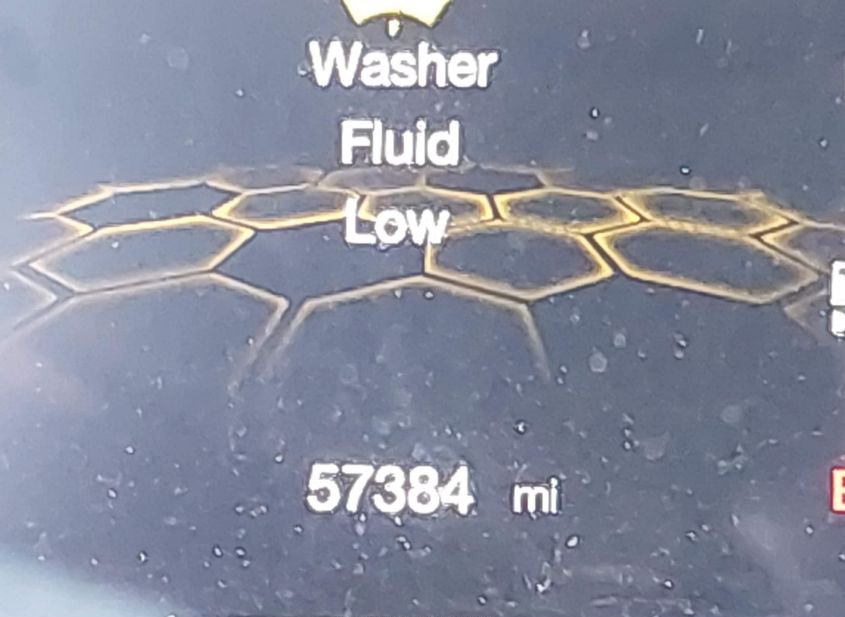 Washer
Fluid
Low
57384 mi